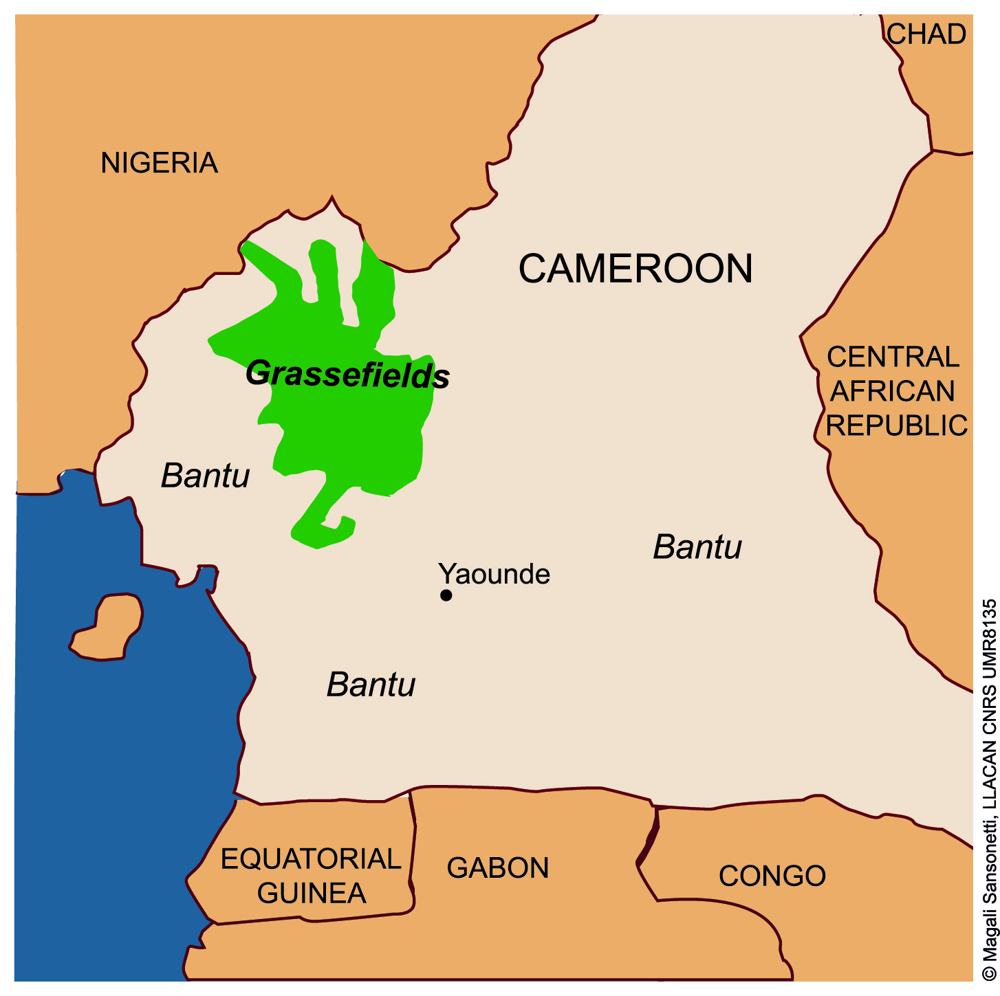 CHAD
NIGERIA
CAMEROON
CENTRAL
AFRICAN
REPUBLIC
Grassefields
Bantu
Bantu
Yaounde
Bantu
EQUATORIAL
GUINEA
GABON
CONGO
© Magali Sansonetti, LLACAN CNRS UMR8135